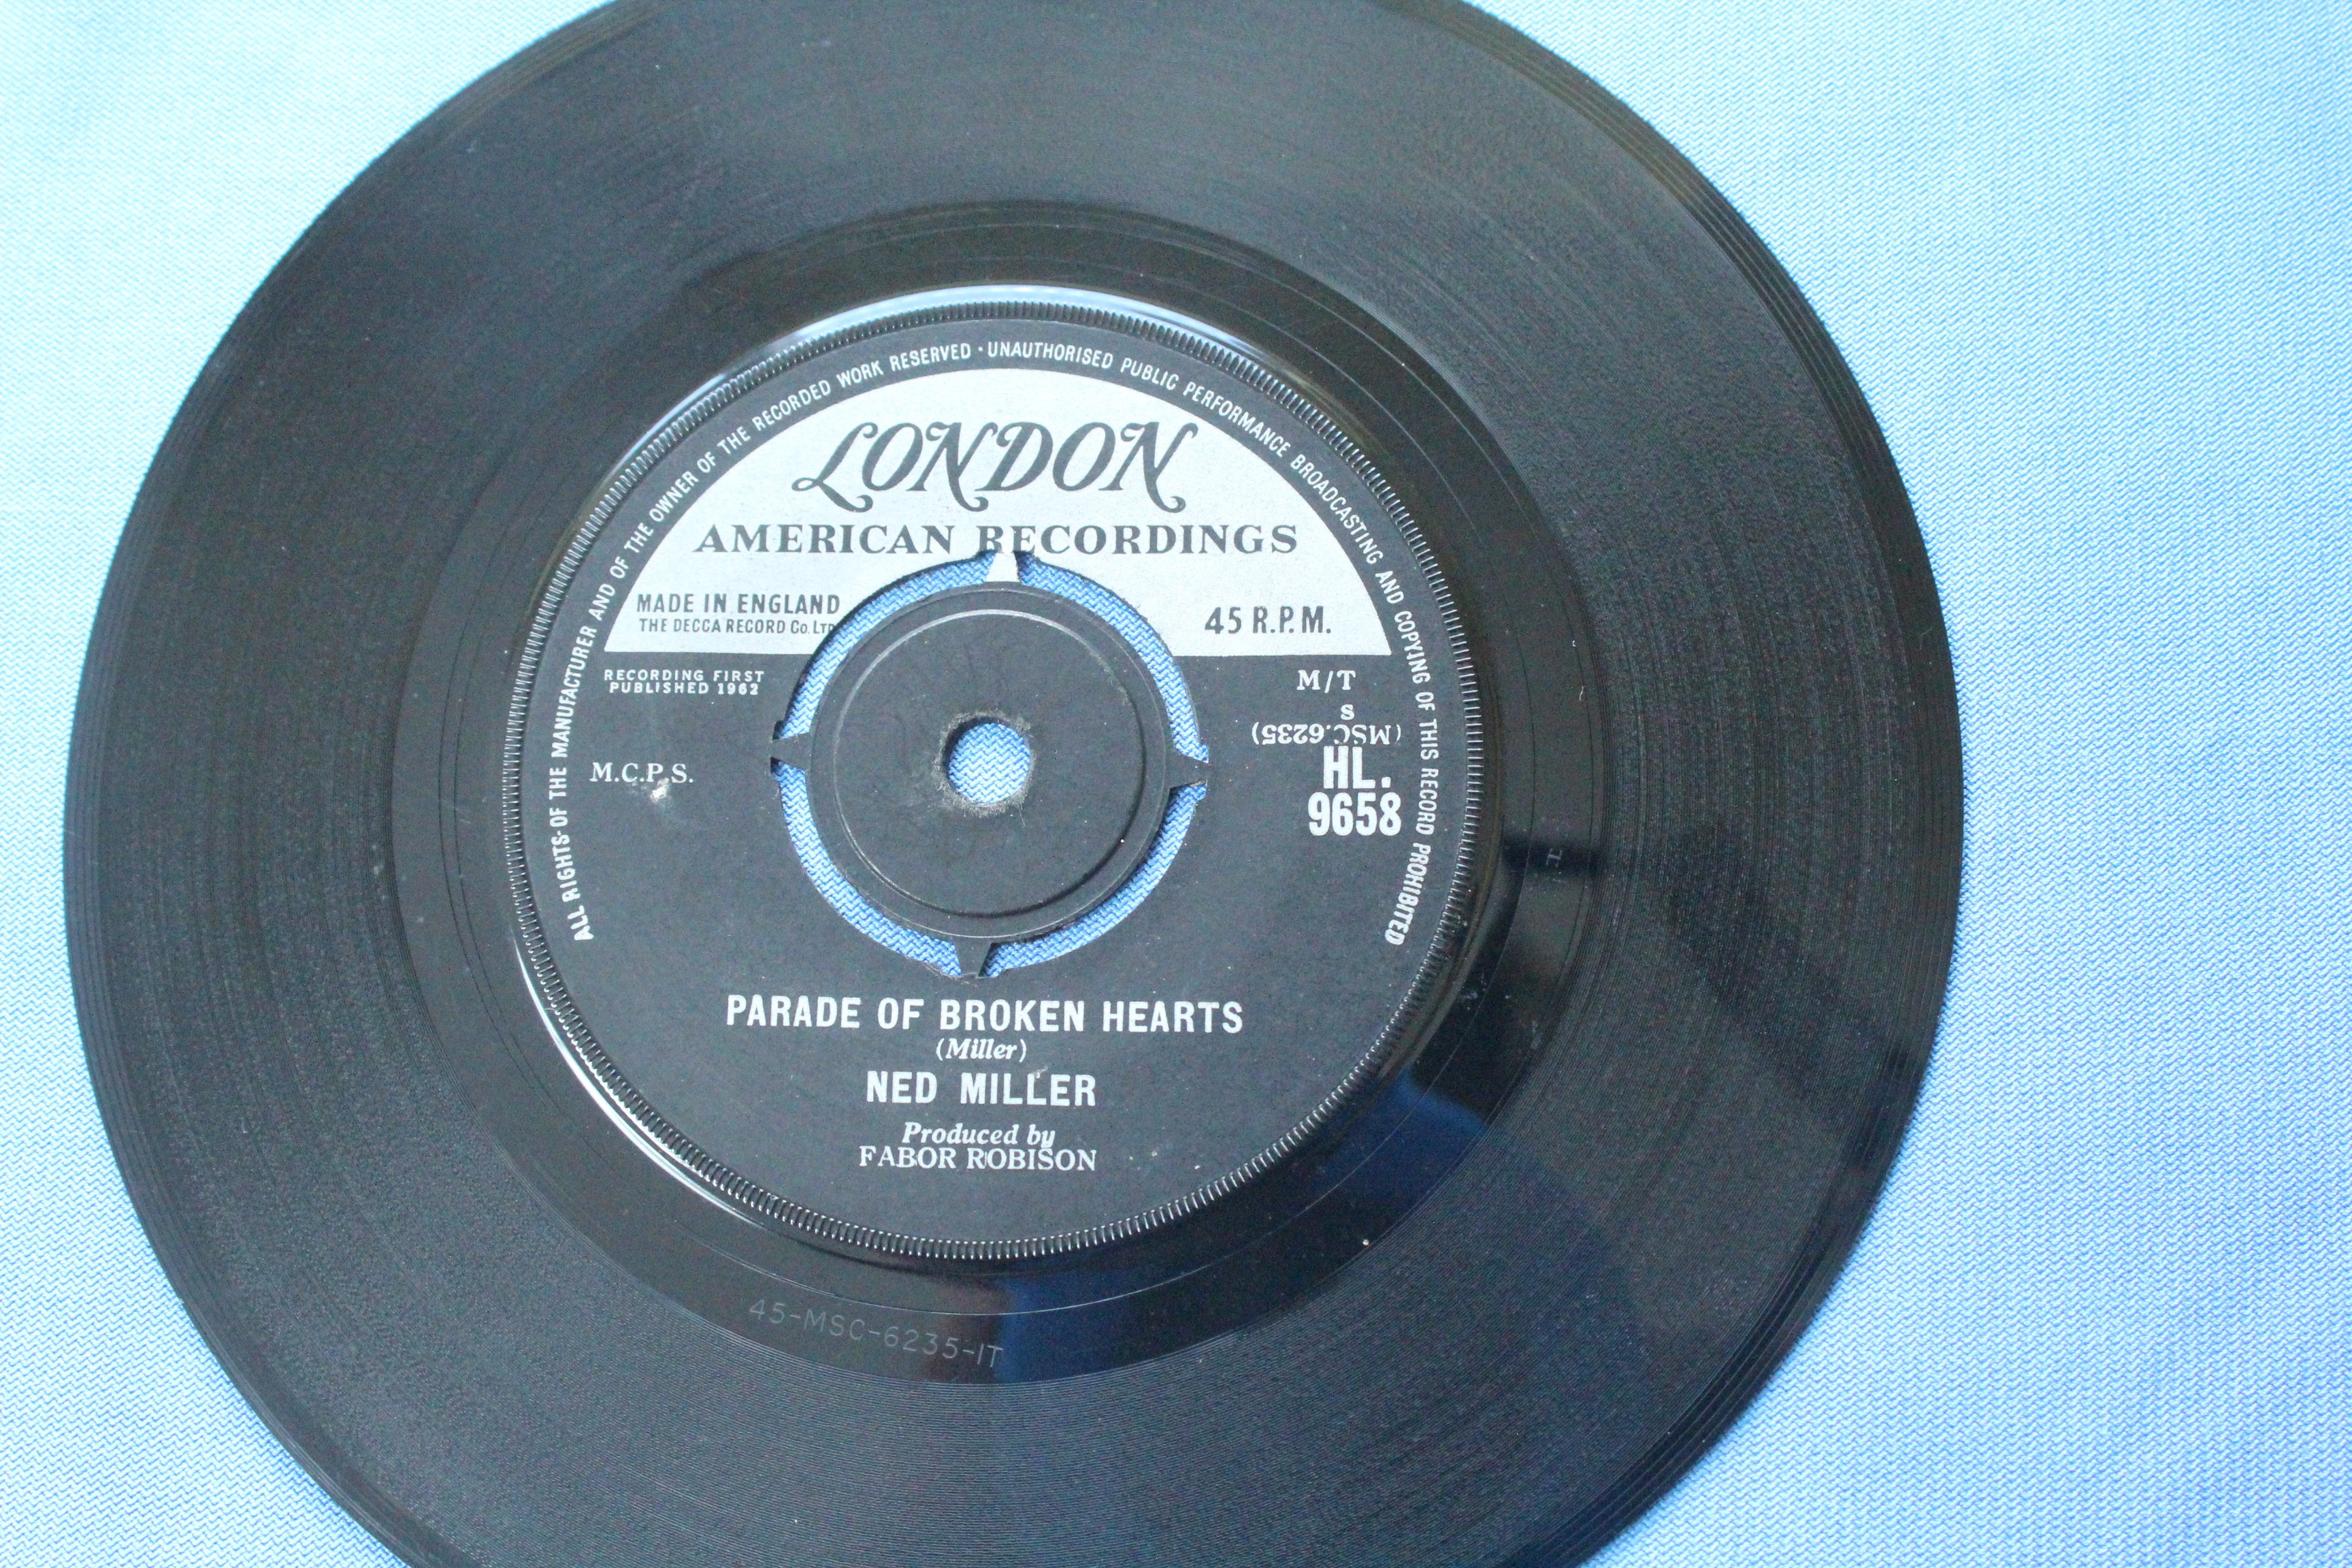 ALL RIGHTS OF THE MANUFACTURER AND OF THE OWNER OF THE RECORDED WORK RESERVED · UNAUTHORISED PUBLIC PERFORMANCE BROADCASTING AND COPYING OF THIS RECORD PROHIBITED
LONDON
AMERICAN RECORDINGS
MADE IN ENGLAND
THE DECCA RECORD Co. LTD
45 R.P.M.
RECORDING FIRST
PUBLISHED 1962
M/T
S
(MSC.6235)
HL.
9658
M.C.P.S.
PARADE OF BROKEN HEARTS
(Miller)
NED MILLER
Produced by
FABOR ROBISON
45-MSC-6235-1T
H